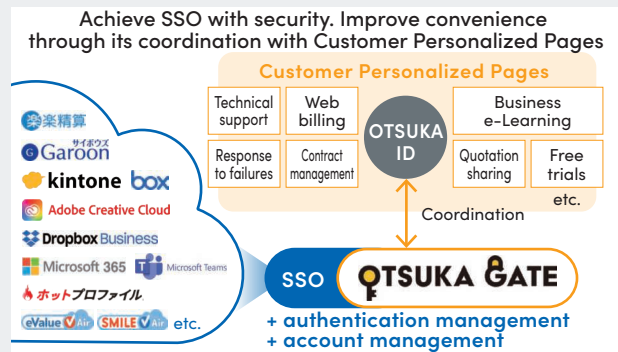 Achieve SSO with security. Improve convenience
through its coordination with Customer Personalized Pages
Customer Personalized Pages
Technical
support
Web
billing
OTSUKA
ID
Business
e-Learning
Response
to failures
Contract
management
Quotation
sharing
Free
trials
etc.
Coordination
楽楽精算
サイボウズ
Garoon
kintone box
Adobe Creative Cloud
Dropbox Business
Microsoft 365 Microsoft Teams
ホットプロファイル
eValue V Air SMILE V Air etc.
SSO OTSUKA GATE
+ authentication management
+ account management